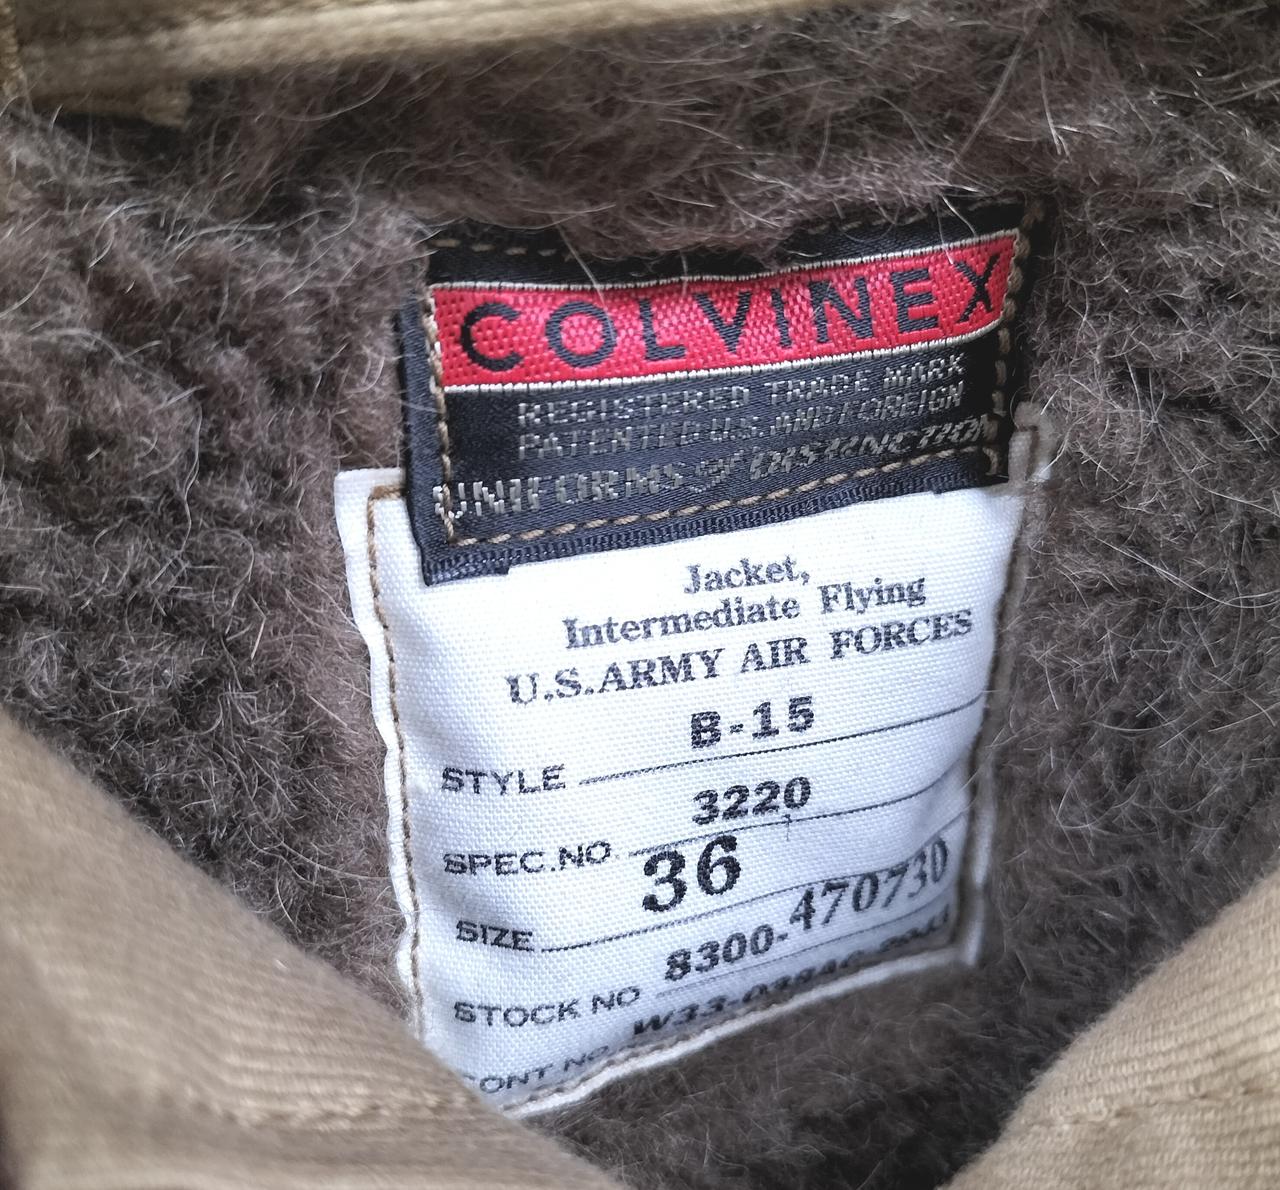 COLVINEX
REGISTERED TRADE MARK
PATENTED U.S. AND FOREIGN
UNIFORMS of DISTINCTION
Jacket,
Intermediate Flying
U.S.ARMY AIR FORCES
STYLE B-15
SPEC.NO. 3220
SIZE 36
STOCK NO 8300-470730
CONT NO.